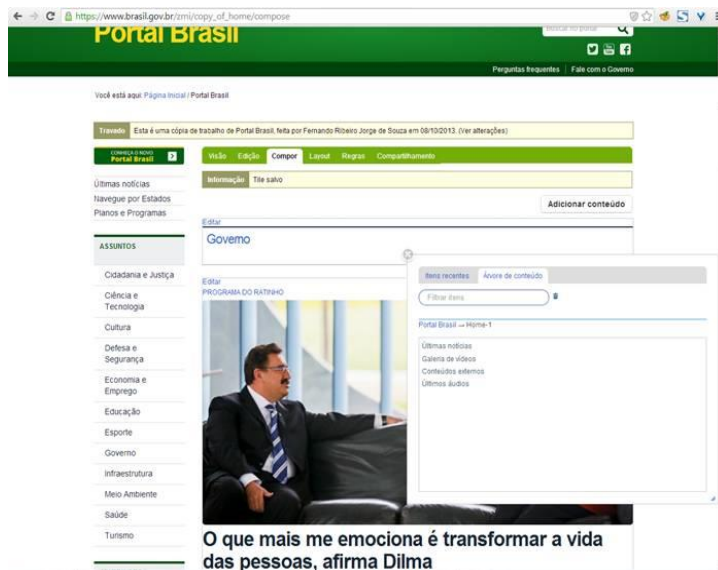 https://www.brasil.gov.br/zmi/copy_of_home/compose
Portal Brasil
Buscar no portal
Perguntas frequentes | Fale com o Governo
Você está aqui: Página Inicial / Portal Brasil
Travado Esta é uma cópia de trabalho de Portal Brasil, feita por Fernando Ribeiro Jorge de Souza em 08/10/2013. (Ver alterações)
CONHEÇA O NOVO
Portal Brasil
Visão Edição Compor Layout Regras Compartilhamento
Informação Tile salvo
Últimas notícias
Navegue por Estados
Planos e Programas
Adicionar conteúdo
Editar
Governo
ASSUNTOS
Cidadania e Justiça
Ciência e
Tecnologia
Cultura
Defesa e
Segurança
Economia e
Emprego
Educação
Esporte
Governo
Infraestrutura
Meio Ambiente
Saúde
Turismo
Editar
PROGRAMA DO RATINHO
Itens recentes Árvore de conteúdo
Filtrar itens
Portal Brasil → Home-1
Últimas notícias
Galeria de vídeos
Conteúdos externos
Últimos áudios
O que mais me emociona é transformar a vida
das pessoas, afirma Dilma